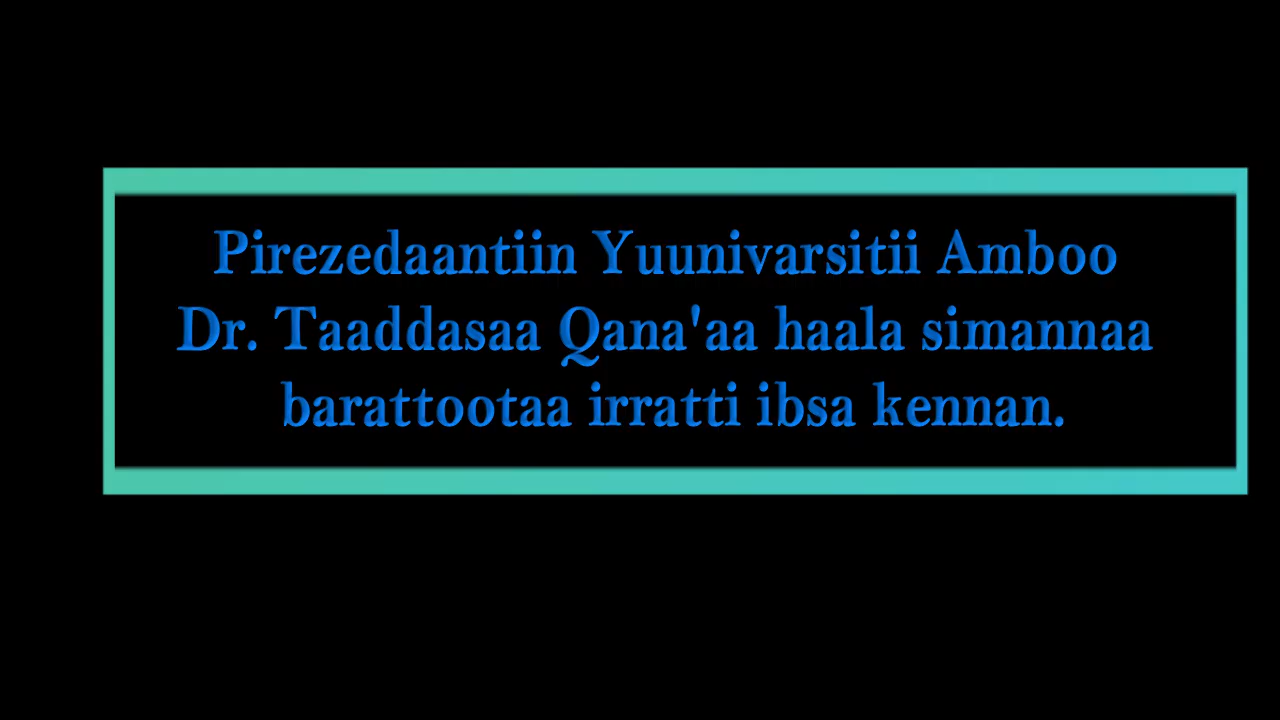 Pirezedaantiin Yuunivarsitii Amboo
Dr. Taaddasaa Qana'aa haala simannaa
barattootaa irratti ibsa kennan.